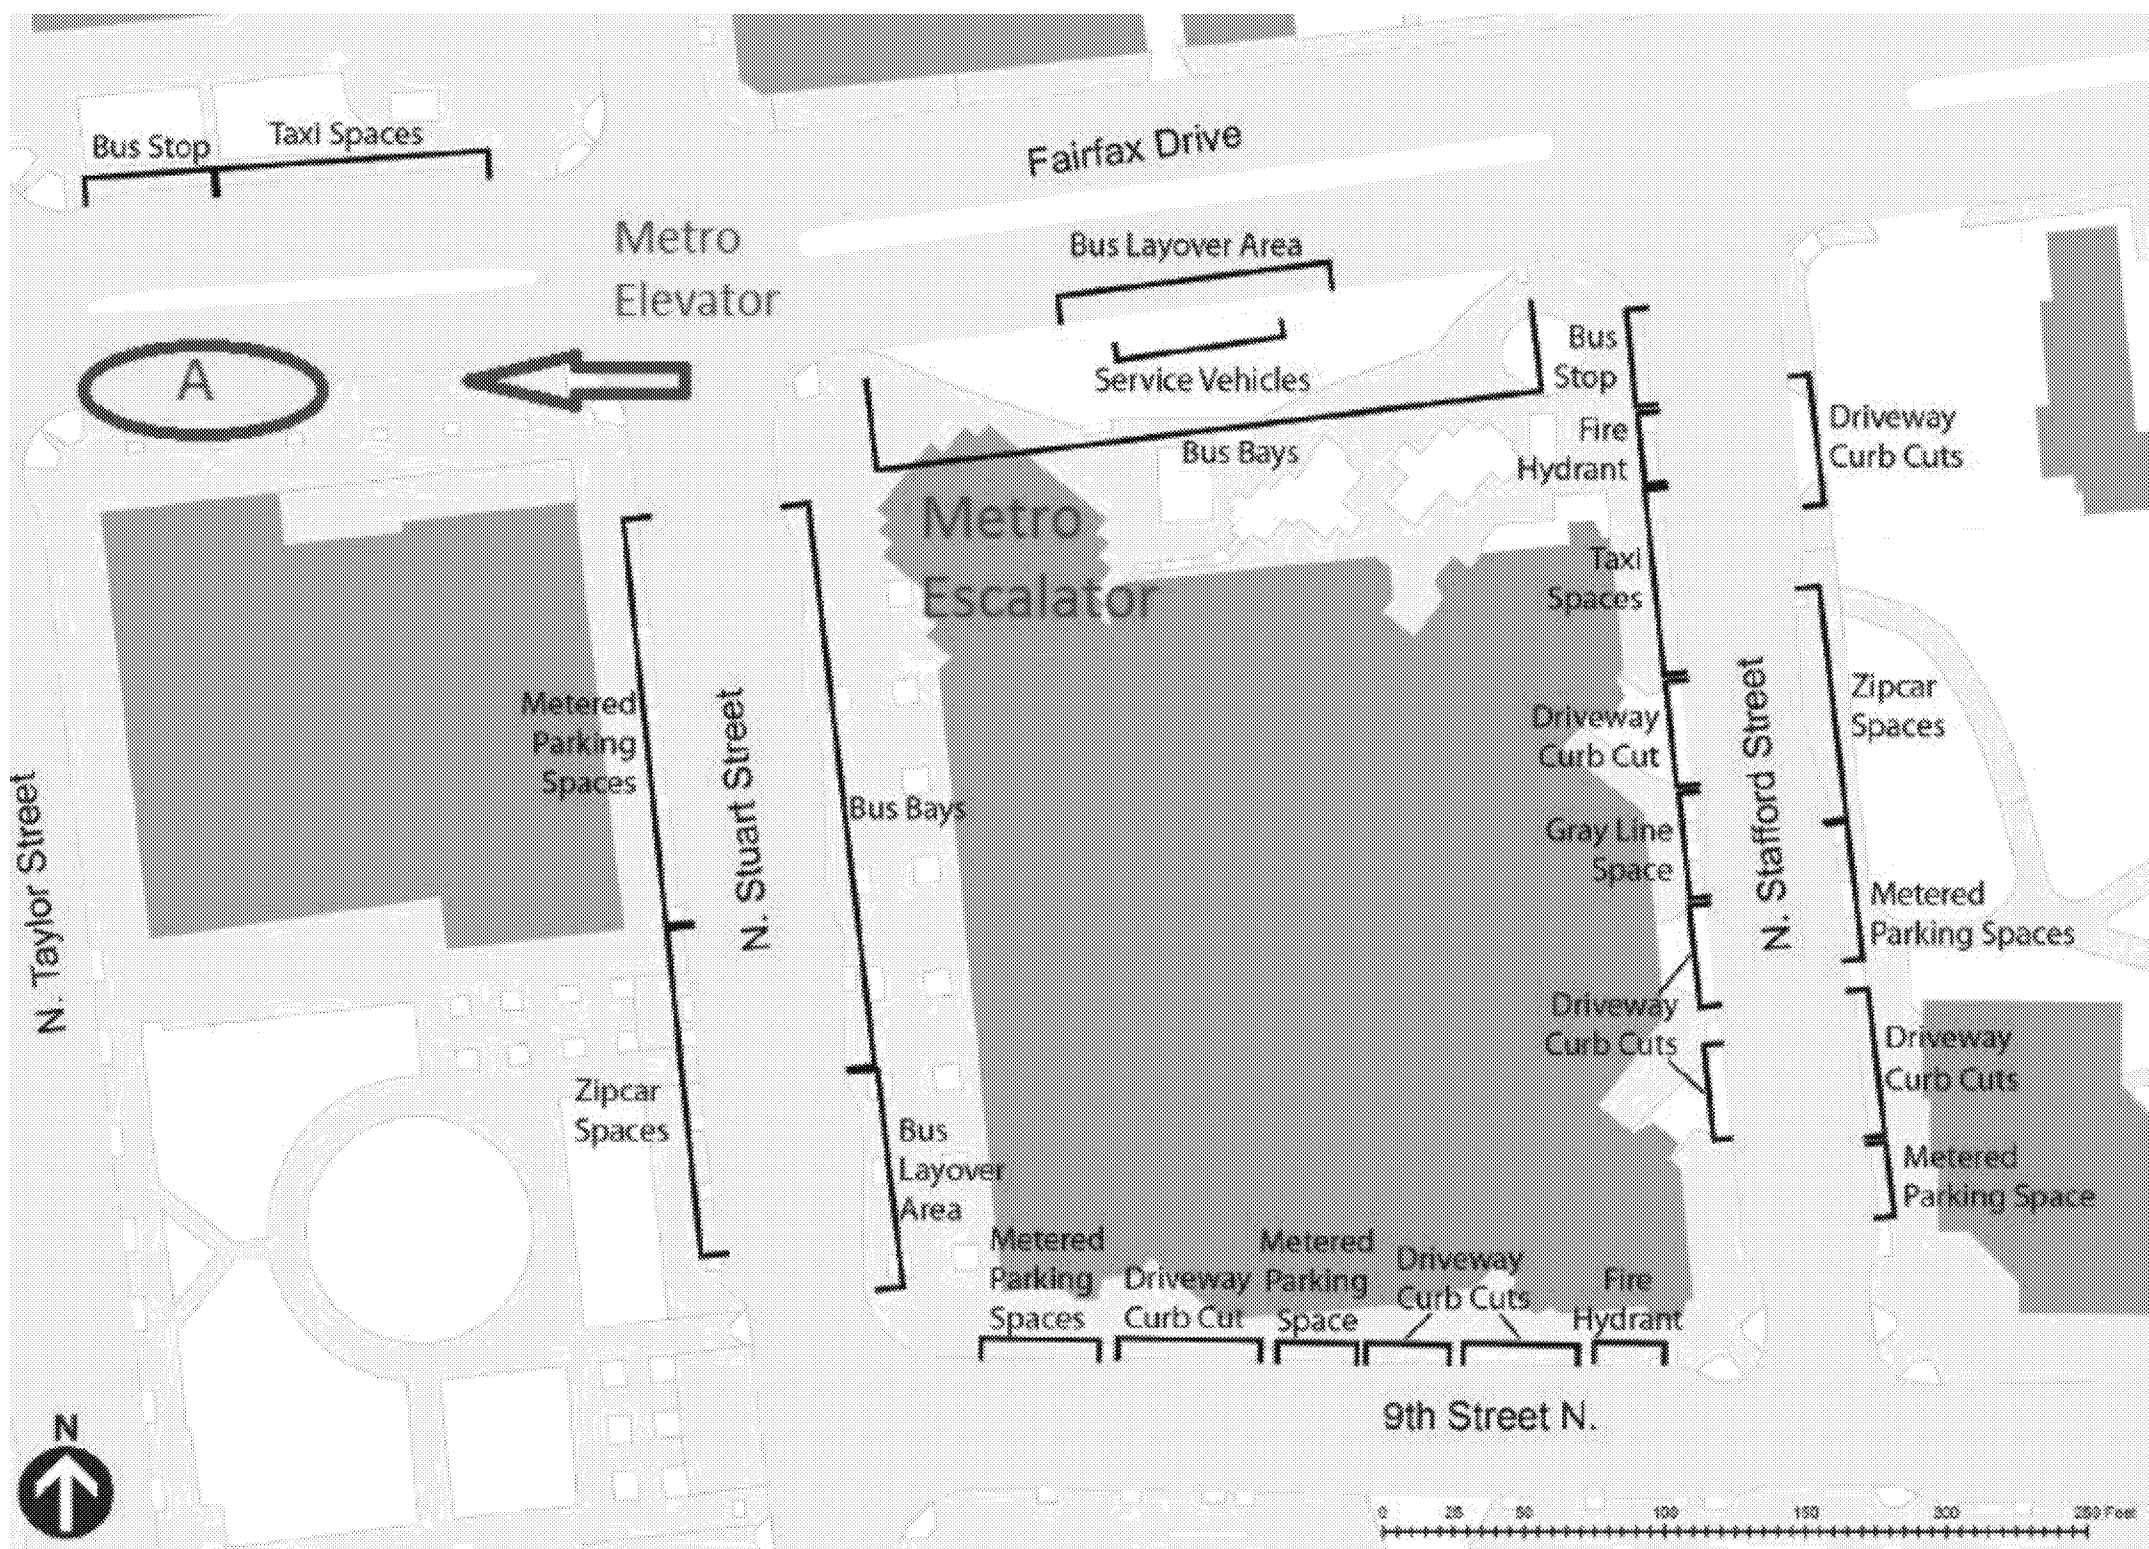 Bus Stop
Taxi Spaces
Fairfax Drive
Metro
Elevator
Bus Layover Area
Service Vehicles
Bus Bays
A
Bus
Stop
Fire
Hydrant
Driveway
Curb Cuts
Metro
Escalator
Taxi
Spaces
Metered
Parking
Spaces
N. Stuart Street
Bus Bays
Driveway
Curb Cut
N. Stafford Street
Zipcar
Spaces
N. Taylor Street
Gray Line
Space
Metered
Parking Spaces
Driveway
Curb Cuts
Driveway
Curb Cuts
Zipcar
Spaces
Bus
Layover
Area
Metered
Parking Space
Metered
Parking
Spaces
Driveway
Curb Cut
Metered
Parking
Space
Driveway
Curb Cuts
Fire
Hydrant
9th Street N.
N
0 25 50 100 150 200 250 Feet